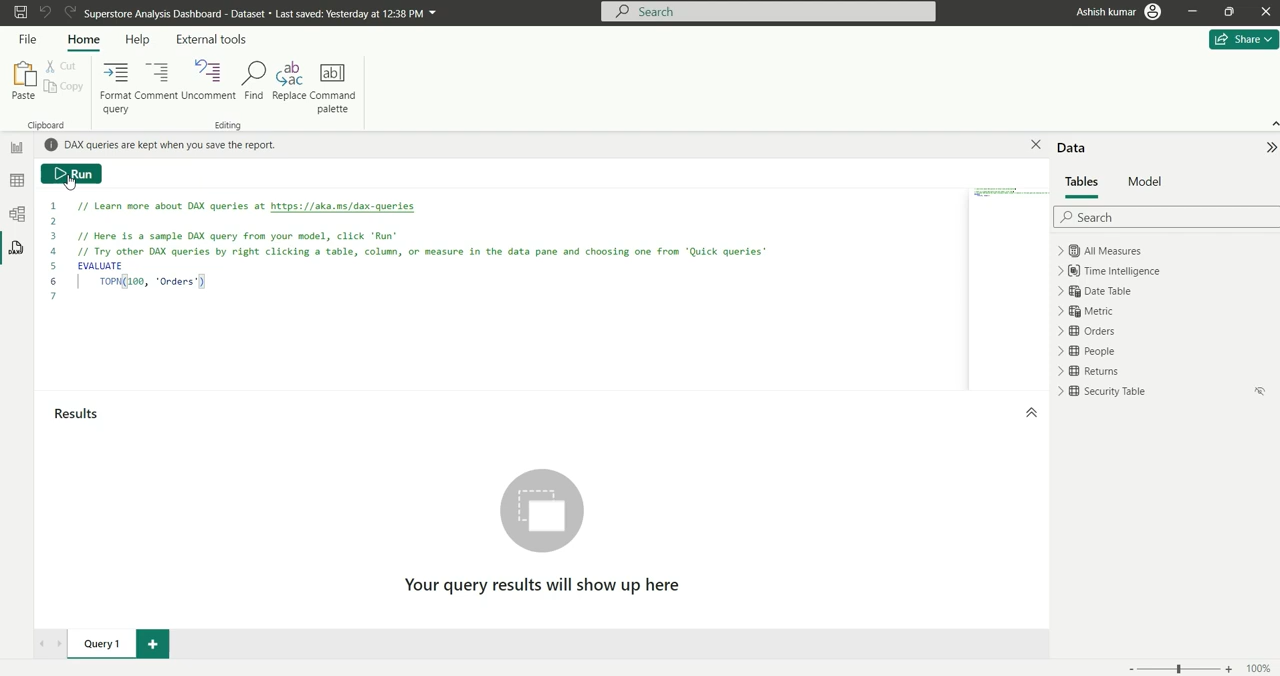 Superstore Analysis Dashboard - Dataset • Last saved: Yesterday at 12:38 PM
Search
Ashish kumar
File
Home
Help
External tools
Share
Paste
Cut
Copy
Format query
Comment
Uncomment
Find
Replace
Command palette
Clipboard
Editing
DAX queries are kept when you save the report.
Data
Run
Tables
Model
Search
1 // Learn more about DAX queries at https://aka.ms/dax-queries
2
3 // Here is a sample DAX query from your model, click 'Run'
4 // Try other DAX queries by right clicking a table, column, or measure in the data pane and choosing one from 'Quick queries'
5 EVALUATE
6 TOPN(100, 'Orders')
7
All Measures
Time Intelligence
Date Table
Metric
Orders
People
Returns
Security Table
Results
Your query results will show up here
Query 1
100%